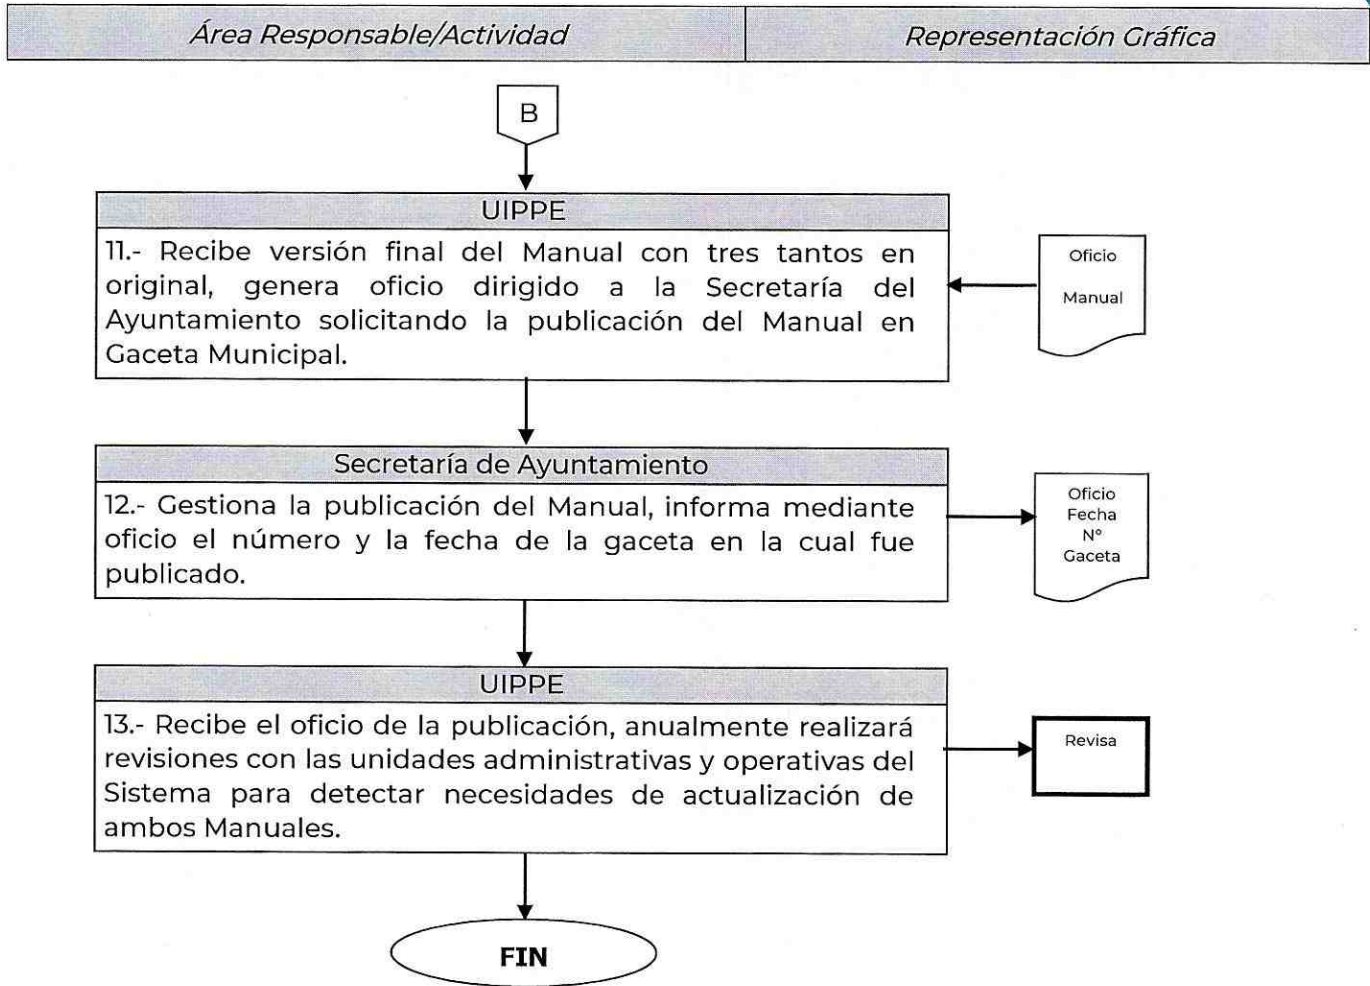 Área Responsable/Actividad
Representación Gráfica
B
UIPPE
11.- Recibe versión final del Manual con tres tantos en
original, genera oficio dirigido a la Secretaría del
Ayuntamiento solicitando la publicación del Manual en
Gaceta Municipal.
Oficio
Manual
Secretaría de Ayuntamiento
12.- Gestiona la publicación del Manual, informa mediante
oficio el número y la fecha de la gaceta en la cual fue
publicado.
Oficio
Fecha
N°
Gaceta
UIPPE
13.- Recibe el oficio de la publicación, anualmente realizará
revisiones con las unidades administrativas y operativas del
Sistema para detectar necesidades de actualización de
ambos Manuales.
Revisa
FIN